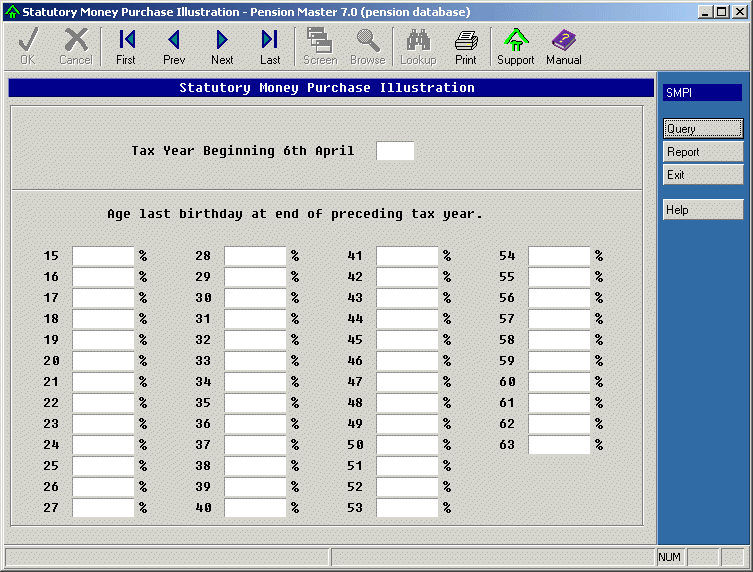 Statutory Money Purchase Illustration - Pension Master 7.0 (pension database)
OK Cancel First Prev Next Last Screen Browse Lookup Print Support Manual
Statutory Money Purchase Illustration
SMPI
Query
Report
Exit
Help
Tax Year Beginning 6th April
Age last birthday at end of preceding tax year.
15 % 28 % 41 % 54 %
16 % 29 % 42 % 55 %
17 % 30 % 43 % 56 %
18 % 31 % 44 % 57 %
19 % 32 % 45 % 58 %
20 % 33 % 46 % 59 %
21 % 34 % 47 % 60 %
22 % 35 % 48 % 61 %
23 % 36 % 49 % 62 %
24 % 37 % 50 % 63 %
25 % 38 % 51 %
26 % 39 % 52 %
27 % 40 % 53 %
NUM